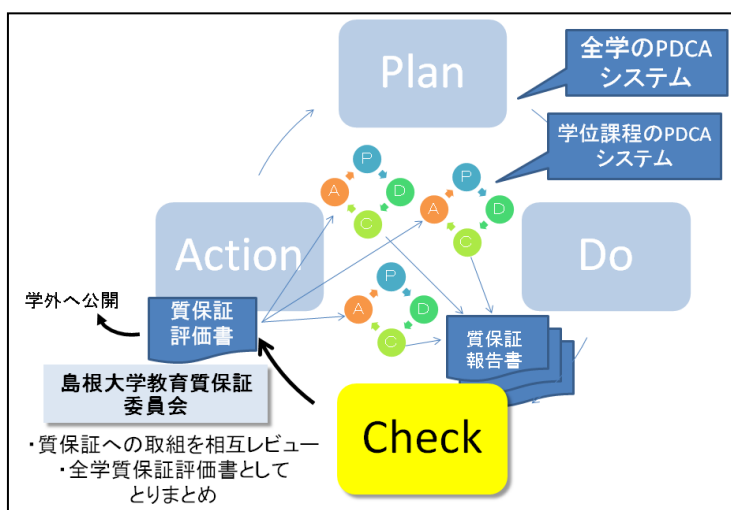 Plan
全学のPDCA
システム
学位課程のPDCA
システム
P
A
D
C
P
A
D
C
Action
Do
P
A
D
C
学外へ公開
質保証
評価書
質保証
報告書
島根大学教育質保証
委員会
Check
・質保証への取組を相互レビュー
・全学質保証評価書として
とりまとめ